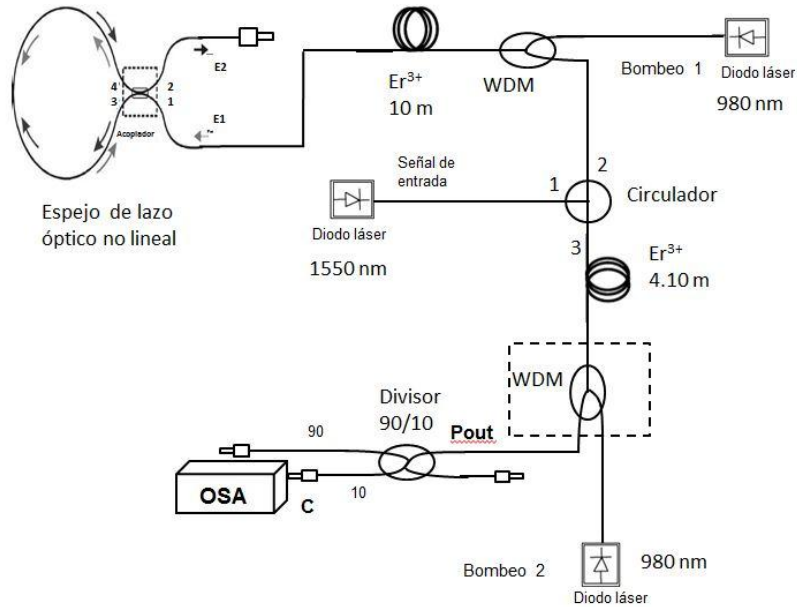 Er³⁺
10 m
WDM
Bombeo 1
Diodo láser
980 nm
E2
4
2
3
1
Acoplador
E1
Espejo de lazo
óptico no lineal
Señal de
entrada
1
2
Circulador
Diodo láser
1550 nm
3
Er³⁺
4.10 m
WDM
Divisor
90/10
Pout
90
OSA
C
10
Bombeo 2
980 nm
Diodo láser